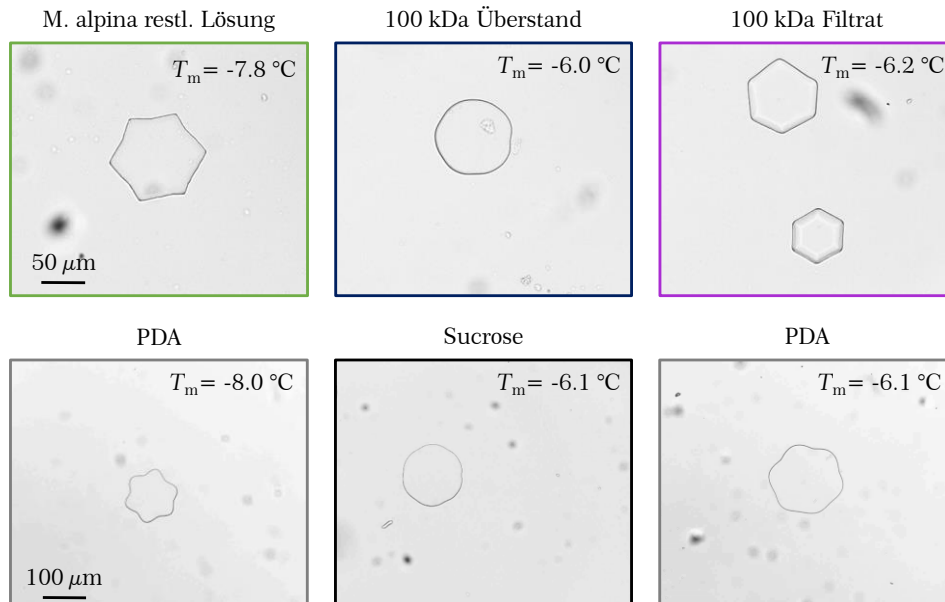 M. alpina restl. Lösung
100 kDa Überstand
100 kDa Filtrat
Tm= -7.8 °C
Tm= -6.0 °C
Tm= -6.2 °C
50 μm
PDA
Sucrose
PDA
Tm= -8.0 °C
Tm= -6.1 °C
Tm= -6.1 °C
100 μm